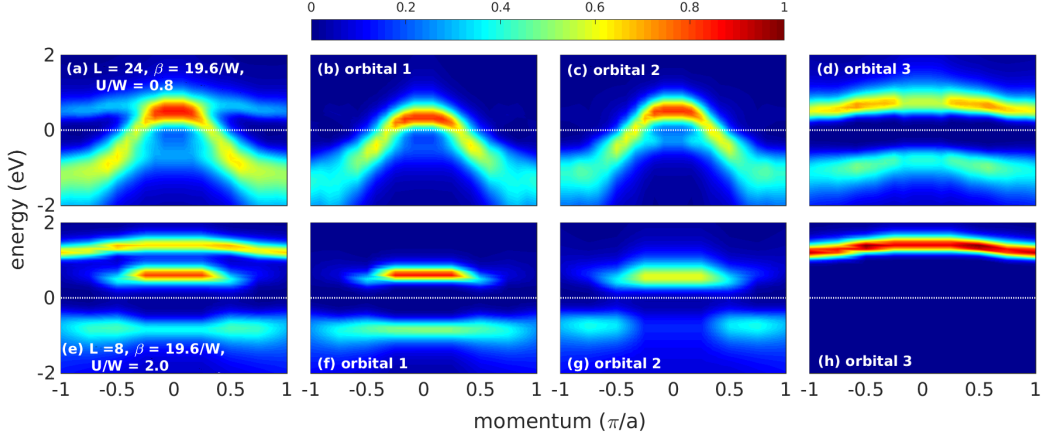 0 0.2 0.4 0.6 0.8 1
2
0
-2
(a) L = 24, β = 19.6/W,
U/W = 0.8
(b) orbital 1
(c) orbital 2
(d) orbital 3
energy (eV)
2
0
-2
(e) L =8, β = 19.6/W,
U/W = 2.0
(f) orbital 1
(g) orbital 2
(h) orbital 3
-1 -0.5 0 0.5 1
-1 -0.5 0 0.5 1
-1 -0.5 0 0.5 1
-1 -0.5 0 0.5 1
momentum (π/a)